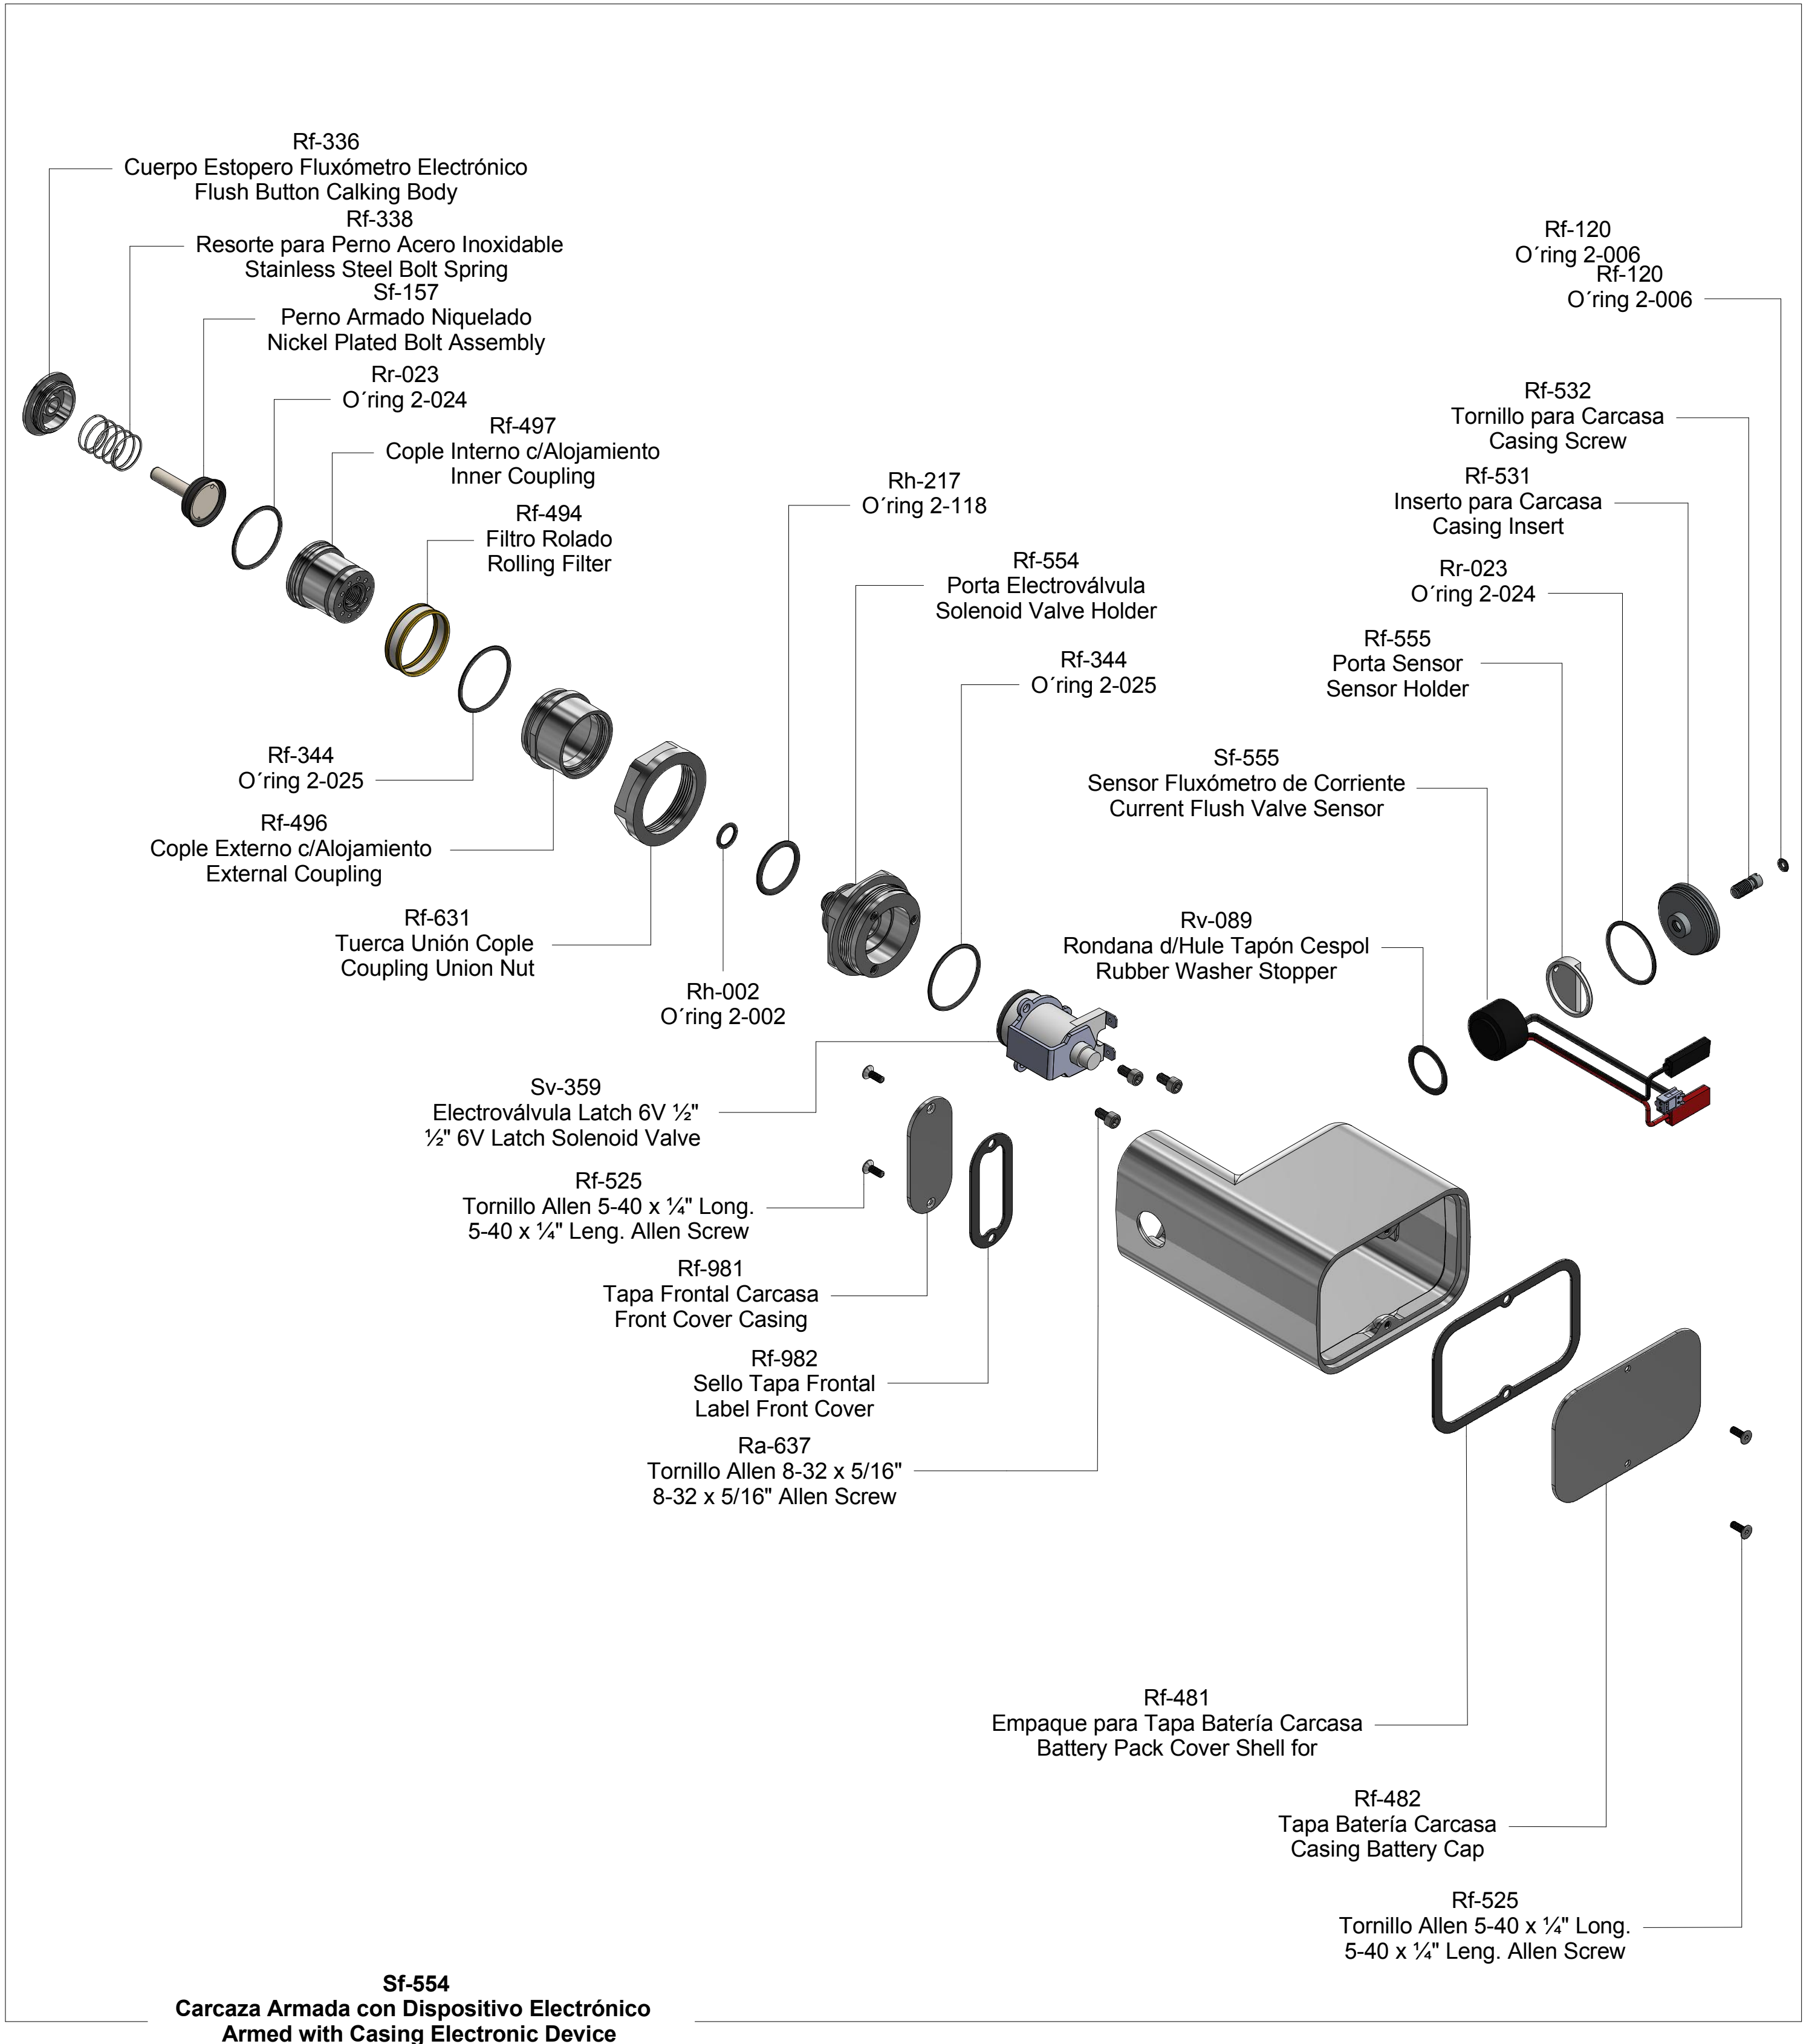 Rf-336
Cuerpo Estopero Fluxómetro Electrónico
Flush Button Calking Body
Rf-338
Resorte para Perno Acero Inoxidable
Stainless Steel Bolt Spring
Sf-157
Perno Armado Niquelado
Nickel Plated Bolt Assembly
Rr-023
O´ring 2-024
Rf-497
Cople Interno c/Alojamiento
Inner Coupling
Rf-494
Filtro Rolado
Rolling Filter
Rh-217
O´ring 2-118
Rf-554
Porta Electroválvula
Solenoid Valve Holder
Rf-344
O´ring 2-025
Rf-120
O´ring 2-006
Rf-120
O´ring 2-006
Rf-532
Tornillo para Carcasa
Casing Screw
Rf-531
Inserto para Carcasa
Casing Insert
Rr-023
O´ring 2-024
Rf-555
Porta Sensor
Sensor Holder
Sf-555
Sensor Fluxómetro de Corriente
Current Flush Valve Sensor
Rf-344
O´ring 2-025
Rf-496
Cople Externo c/Alojamiento
External Coupling
Rf-631
Tuerca Unión Cople
Coupling Union Nut
Rh-002
O´ring 2-002
Rv-089
Rondana d/Hule Tapón Cespol
Rubber Washer Stopper
Sv-359
Electroválvula Latch 6V ½"
½" 6V Latch Solenoid Valve
Rf-525
Tornillo Allen 5-40 x ¼" Long.
5-40 x ¼" Leng. Allen Screw
Rf-981
Tapa Frontal Carcasa
Front Cover Casing
Rf-982
Sello Tapa Frontal
Label Front Cover
Ra-637
Tornillo Allen 8-32 x 5/16"
8-32 x 5/16" Allen Screw
Rf-481
Empaque para Tapa Batería Carcasa
Battery Pack Cover Shell for
Rf-482
Tapa Batería Carcasa
Casing Battery Cap
Rf-525
Tornillo Allen 5-40 x ¼" Long.
5-40 x ¼" Leng. Allen Screw
Sf-554
Carcaza Armada con Dispositivo Electrónico
Armed with Casing Electronic Device